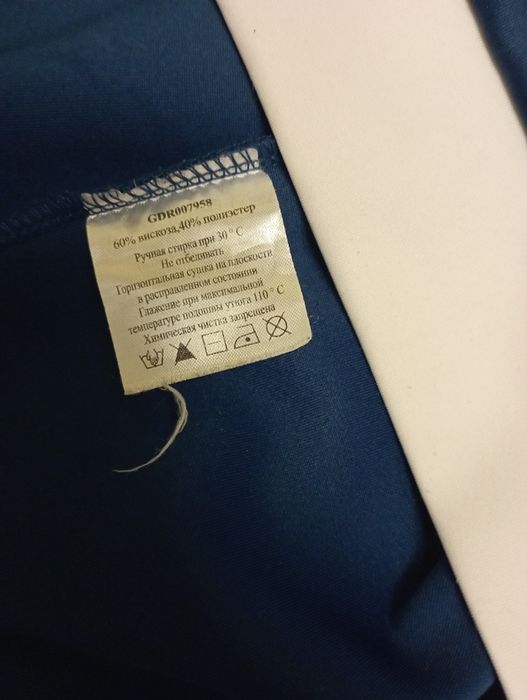 GDR007958
60% вискоза,40% полиэстер
Ручная стирка при 30 ° С
Не отбеливать
Горизонтальная сушка на плоскости
в расправленном состоянии
Глажение при максимальной
температуре подошвы утюга 110 ° С
Химическая чистка запрещена